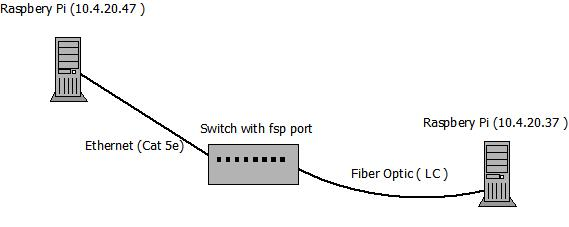 Raspbery Pi (10.4.20.47 )
Raspbery Pi (10.4.20.37 )
Switch with fsp port
Ethernet (Cat 5e)
Fiber Optic ( LC )